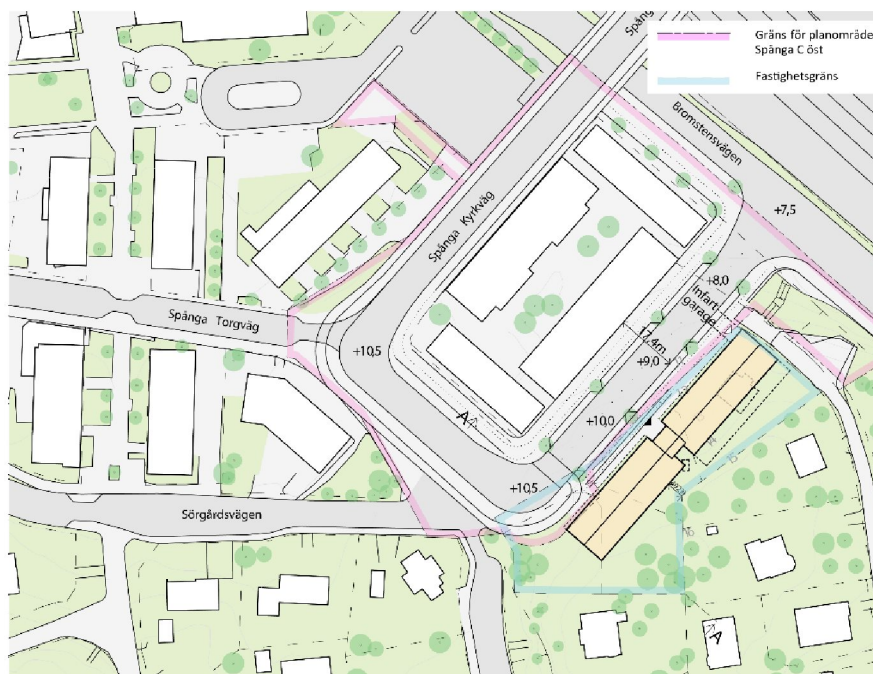 Spånga
Gräns för planområde
Spånga C öst
Fastighetsgräns
Bromstensvägen
+7,5
Spånga Kyrkväg
+8,0
Infart
garage
Spånga Torgväg
17,4m
+10,5
+9,0
A
+10,0
+10,5
Sörgårdsvägen
A